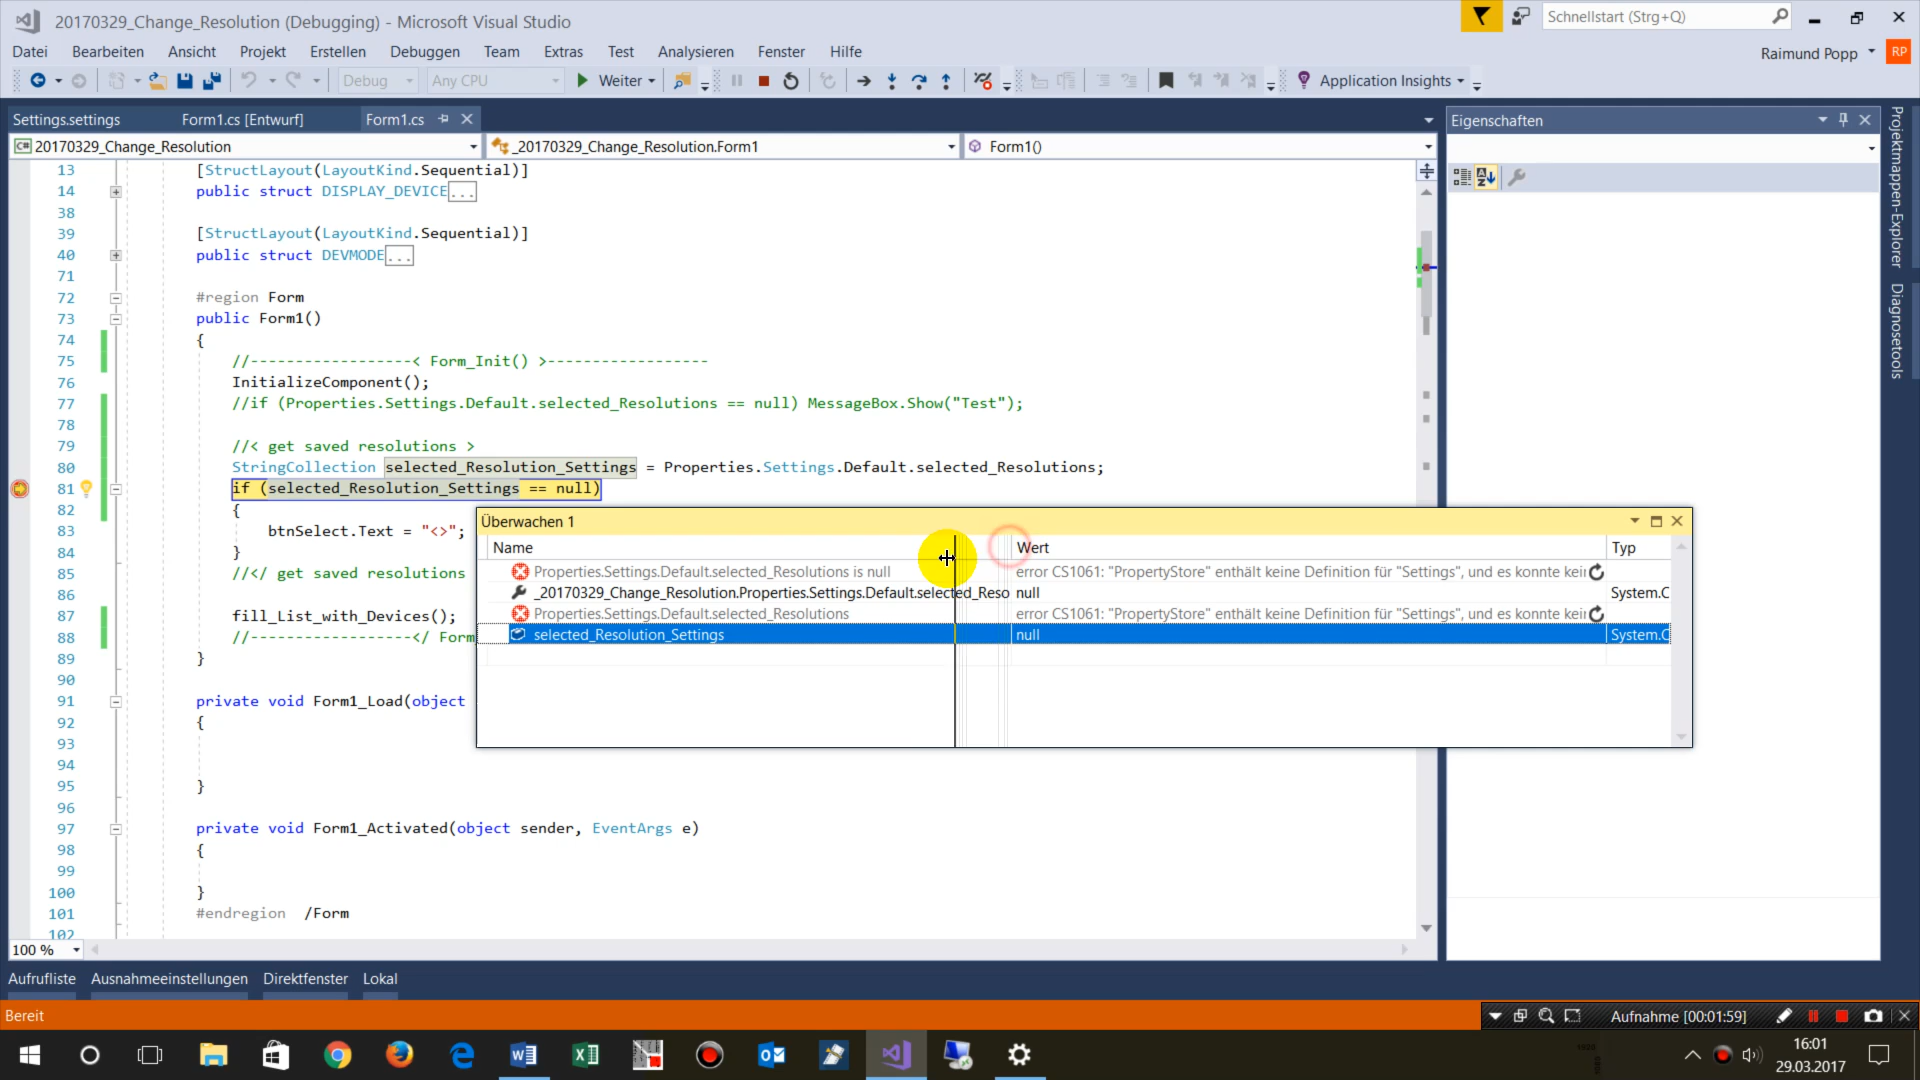 20170329_Change_Resolution (Debugging) - Microsoft Visual Studio
Schnellstart (Strg+Q)
Datei Bearbeiten Ansicht Projekt Erstellen Debuggen Team Extras Test Analysieren Fenster Hilfe
Raimund Popp RP
Debug Any CPU Weiter Application Insights
Settings.settings Form1.cs [Entwurf] Form1.cs
Eigenschaften
20170329_Change_Resolution _20170329_Change_Resolution.Form1 Form1()
13 [StructLayout(LayoutKind.Sequential)]
14 public struct DISPLAY_DEVICE...
38
39 [StructLayout(LayoutKind.Sequential)]
40 public struct DEVMODE...
71
72 #region Form
73 public Form1()
74 {
75 //------------------< Form_Init() >------------------
76 InitializeComponent();
77 //if (Properties.Settings.Default.selected_Resolutions == null) MessageBox.Show("Test");
78
79 //< get saved resolutions >
80 StringCollection selected_Resolution_Settings = Properties.Settings.Default.selected_Resolutions;
81 if (selected_Resolution_Settings == null)
82 {
83 btnSelect.Text = "<>";
84 }
85 //</ get saved resolutions
86
87 fill_List_with_Devices();
88 //------------------</ Form
89 }
90
91 private void Form1_Load(object
92 {
93
94
95 }
96
97 private void Form1_Activated(object sender, EventArgs e)
98 {
99
100 }
101 #endregion /Form
102
Überwachen 1
Name Wert Typ
Properties.Settings.Default.selected_Resolutions is null error CS1061: "PropertyStore" enthält keine Definition für "Settings", und es konnte kei
_20170329_Change_Resolution.Properties.Settings.Default.selected_Reso null System.C
Properties.Settings.Default.selected_Resolutions error CS1061: "PropertyStore" enthält keine Definition für "Settings", und es konnte kei
selected_Resolution_Settings null System.C
Projektmappen-Explorer
Diagnosetools
100 %
Aufrufliste Ausnahmeeinstellungen Direktfenster Lokal
Bereit
Aufnahme [00:01:59]
16:01
29.03.2017